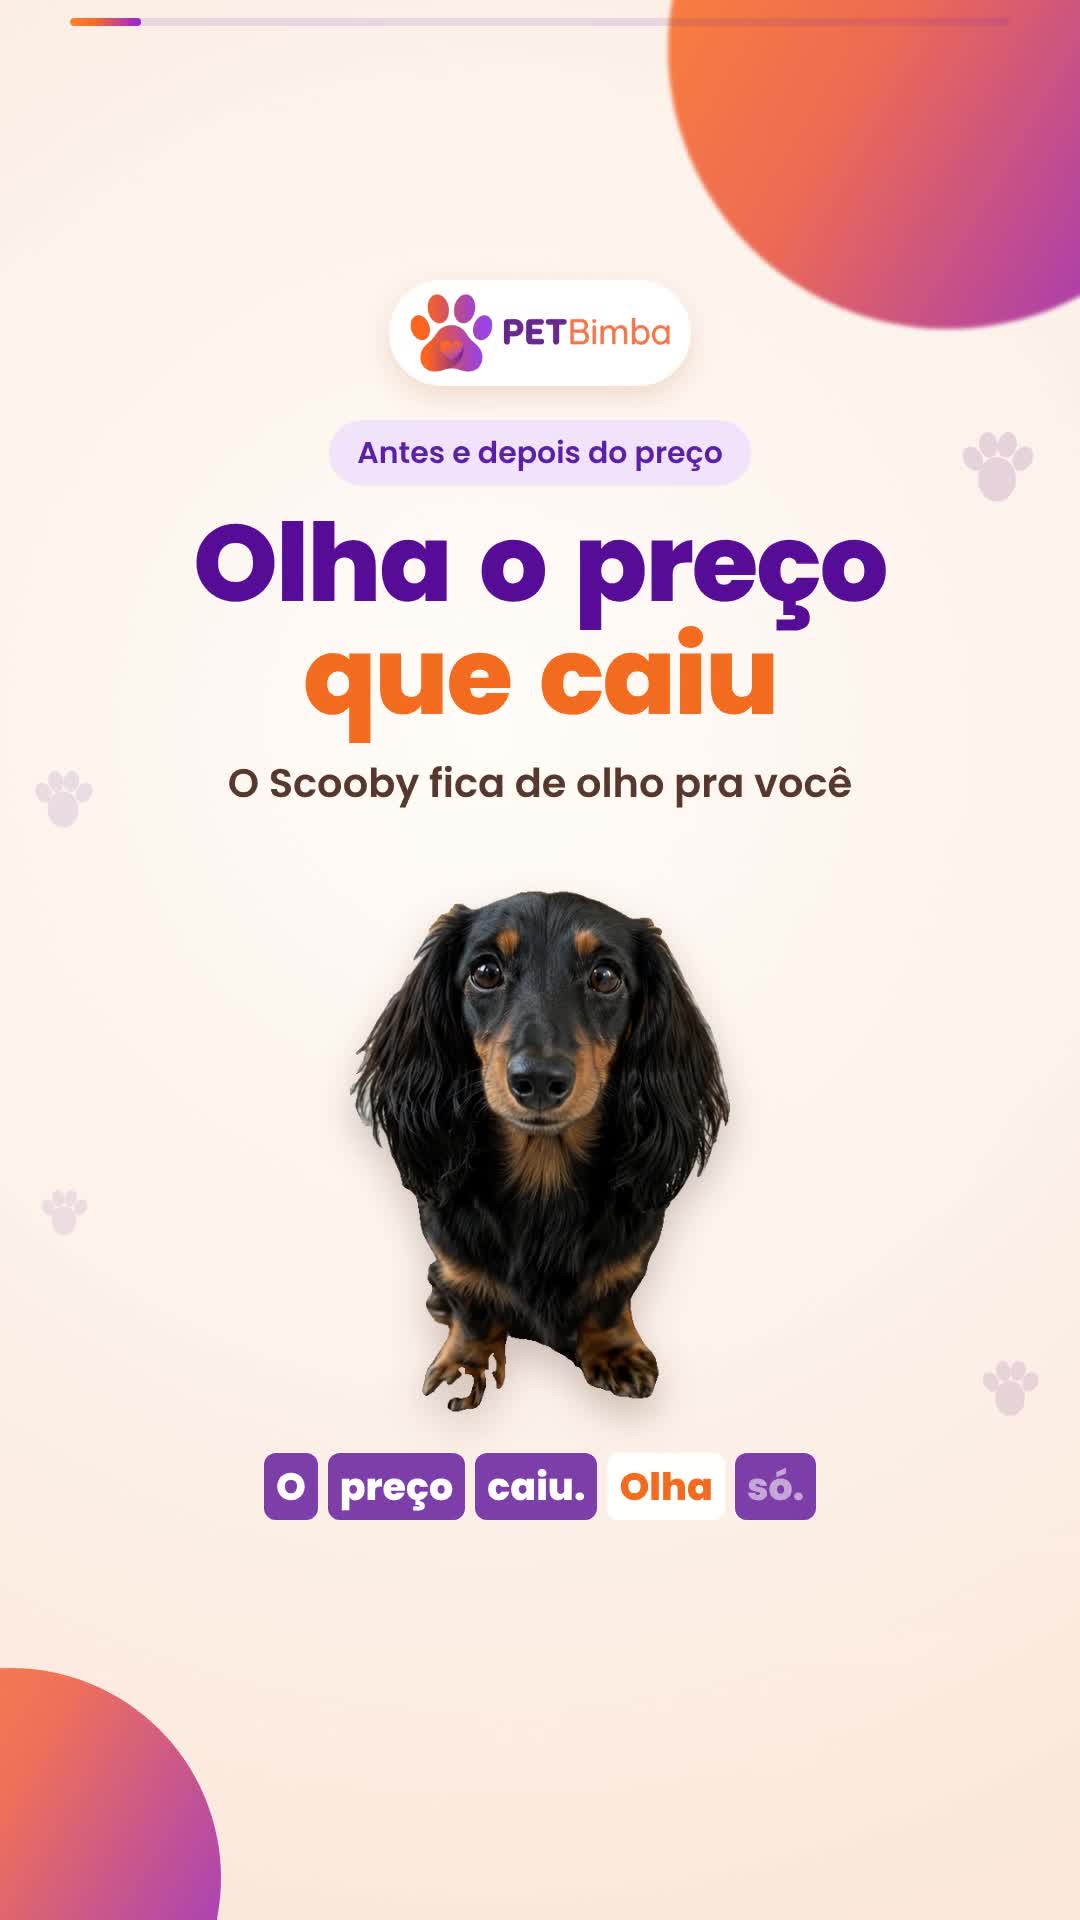 PETBimba
Antes e depois do preço
Olha o preço
que caiu
O Scooby fica de olho pra você
O preço caiu. Olha só.